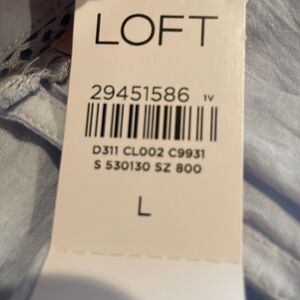 LOFT
29451586 1V
D311 CL002 C9931
S 530130 SZ 800
L